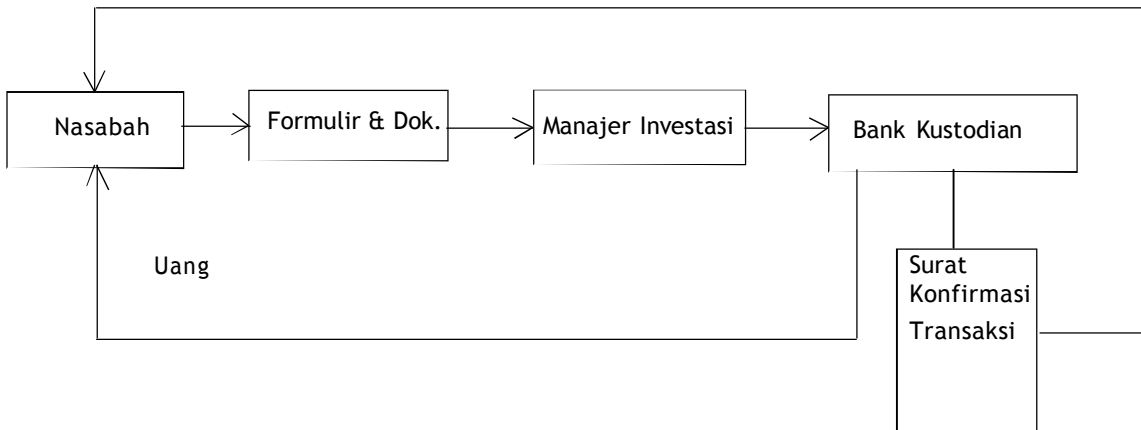 Nasabah
Formulir & Dok.
Manajer Investasi
Bank Kustodian
Uang
Surat
Konfirmasi
Transaksi